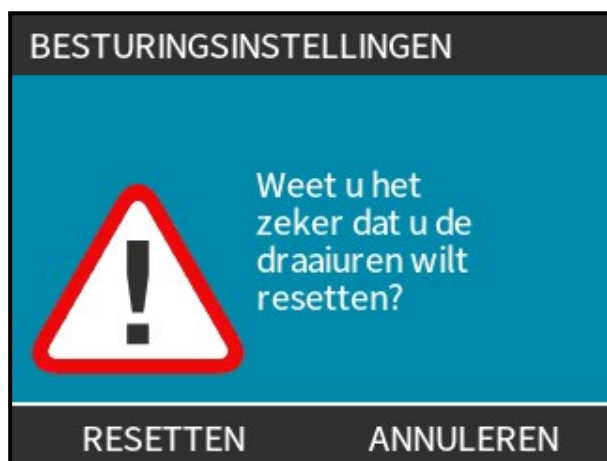 BESTURINGSINSTELLINGEN
Weet u het
zeker dat u de
draaiuren wilt
resetten?
RESETTEN ANNULEREN